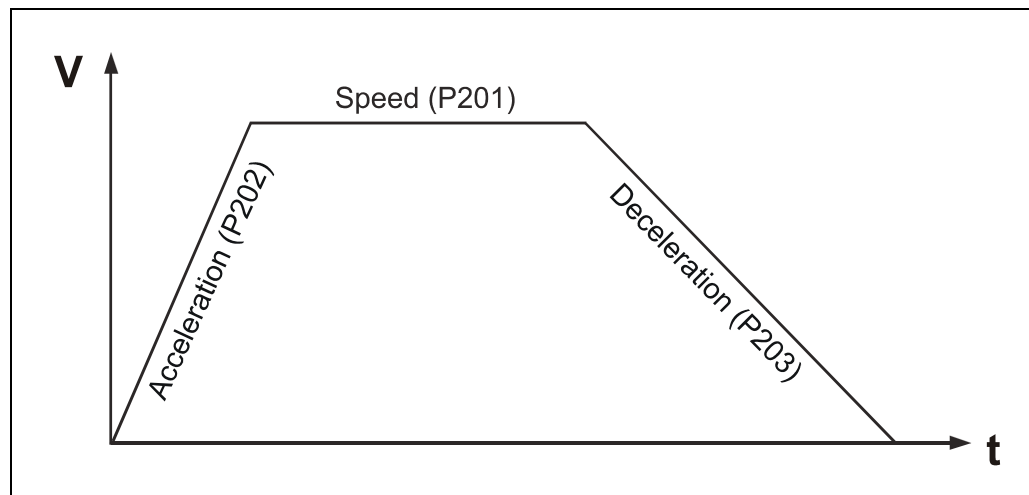 V
Speed (P201)
Acceleration (P202)
Deceleration (P203)
t